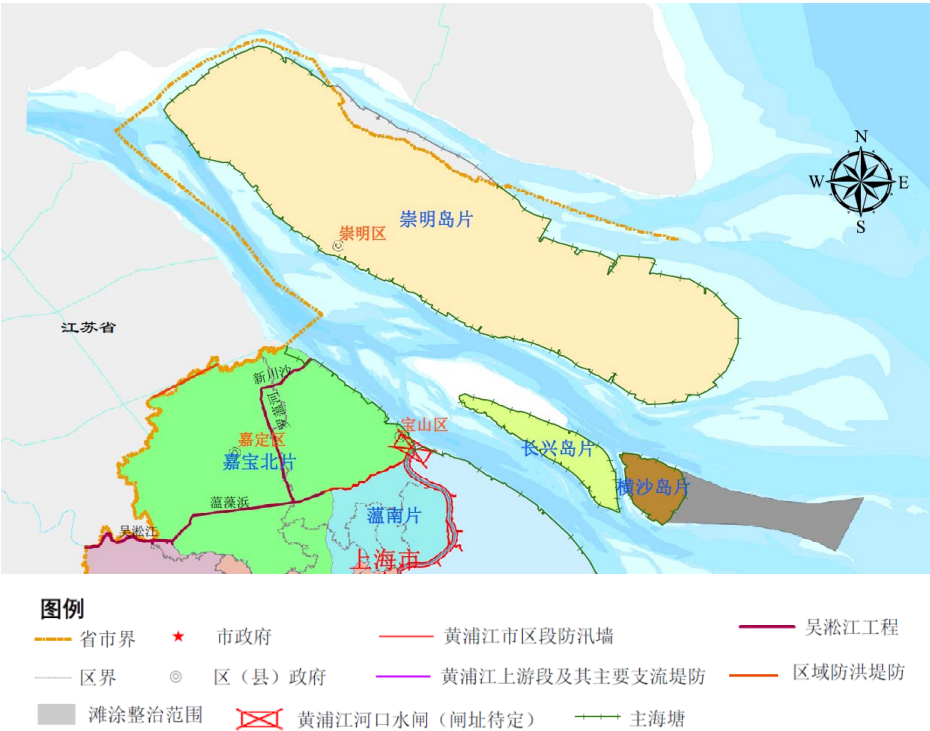 N
W
E
S
崇明岛片
崇明区
江苏省
新川沙
罗蕰河
宝山区
嘉定区
嘉宝北片
长兴岛片
横沙岛片
蕰藻浜
蕰南片
吴淞江
上海市
图例
省市界
市政府
黄浦江市区段防汛墙
吴淞江工程
区界
区（县）政府
黄浦江上游段及其主要支流堤防
区域防洪堤防
滩涂整治范围
黄浦江河口水闸（闸址待定）
主海塘